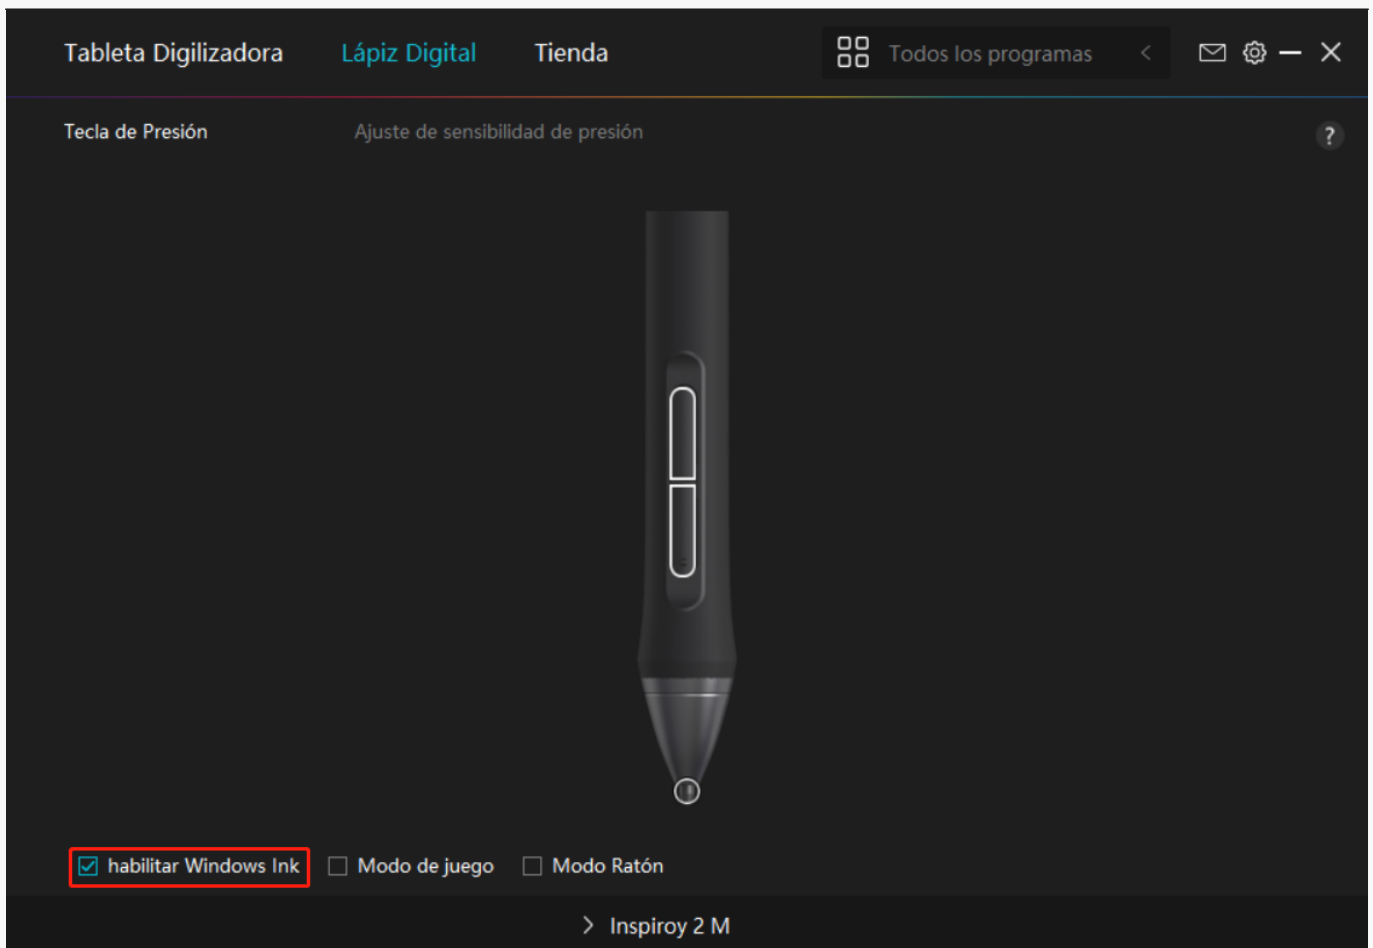 Tableta Digilizadora Lápiz Digital Tienda Todos los programas
Tecla de Presión Ajuste de sensibilidad de presión ?
habilitar Windows Ink Modo de juego Modo Ratón
Inspiroy 2 M